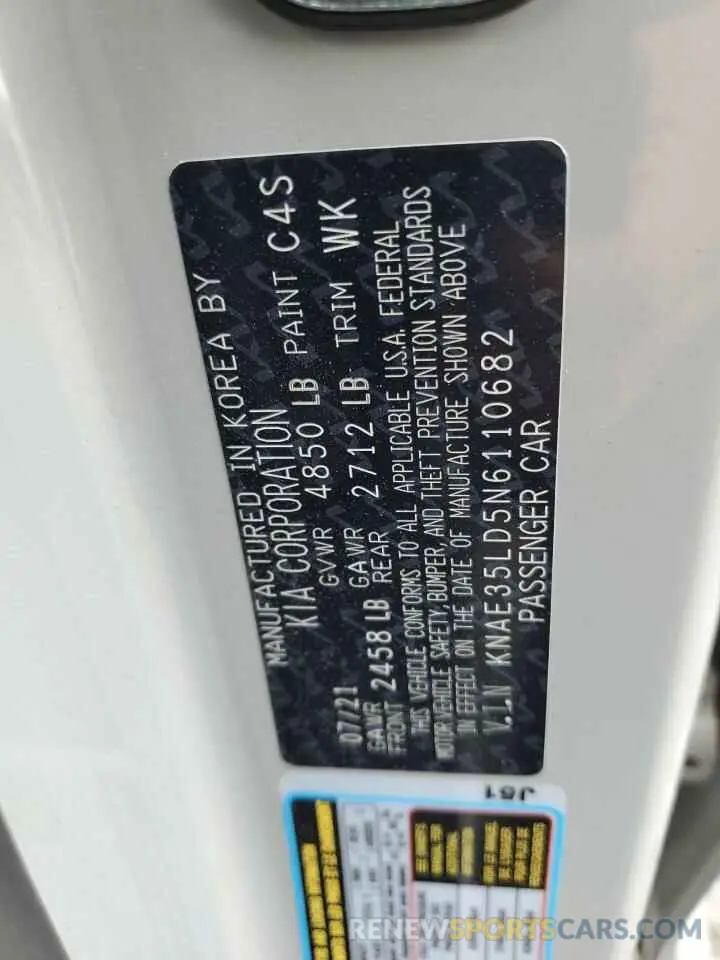 MANUFACTURED IN KOREA BY
KIA CORPORATION
07/21 GVWR 4850 LB PAINT C4S
GAWR FRONT 2458 LB GAWR REAR 2712 LB TRIM WK
THIS VEHICLE CONFORMS TO ALL APPLICABLE U.S.A. FEDERAL
MOTOR VEHICLE SAFETY, BUMPER, AND THEFT PREVENTION STANDARDS
IN EFFECT ON THE DATE OF MANUFACTURE SHOWN ABOVE
V.I.N KNAE35LD5N6110682
PASSENGER CAR
J51
RENEWSPORTSCARS.COM